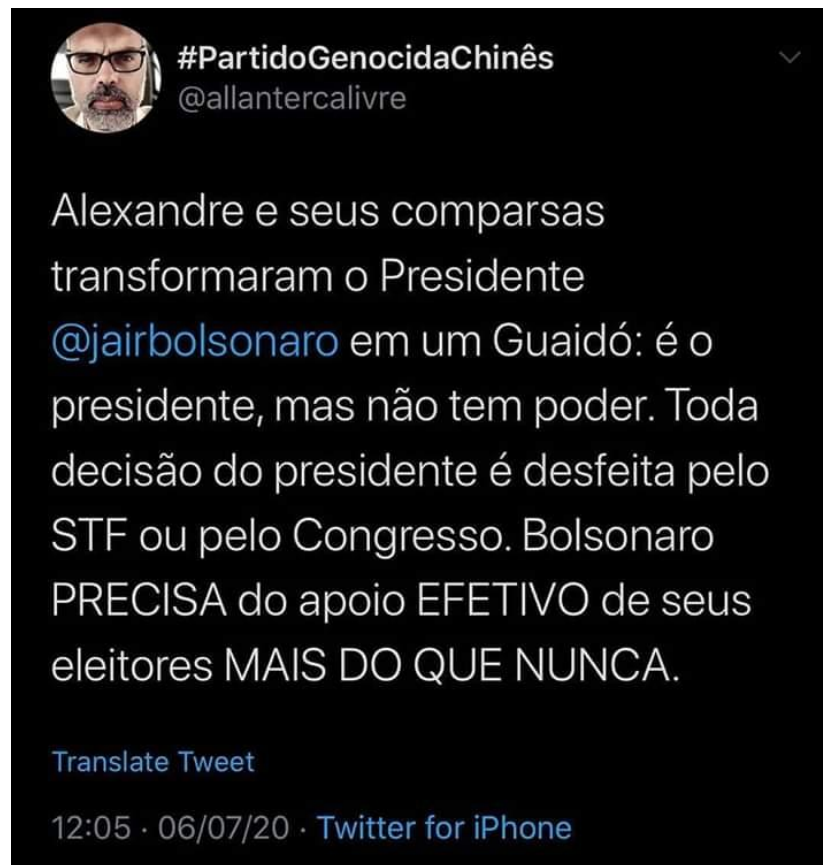 #PartidoGenocidaChinês
@allantercalivre
Alexandre e seus comparsas
transformaram o Presidente
@jairbolsonaro em um Guaidó: é o
presidente, mas não tem poder. Toda
decisão do presidente é desfeita pelo
STF ou pelo Congresso. Bolsonaro
PRECISA do apoio EFETIVO de seus
eleitores MAIS DO QUE NUNCA.
Translate Tweet
12:05 · 06/07/20 · Twitter for iPhone